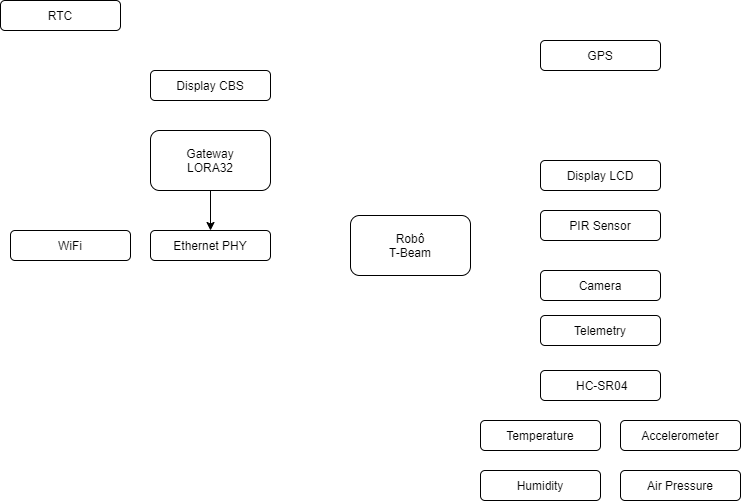 RTC
GPS
Display CBS
Gateway
LORA32
Display LCD
PIR Sensor
WiFi
Ethernet PHY
Robô
T-Beam
Camera
Telemetry
HC-SR04
Temperature
Accelerometer
Humidity
Air Pressure